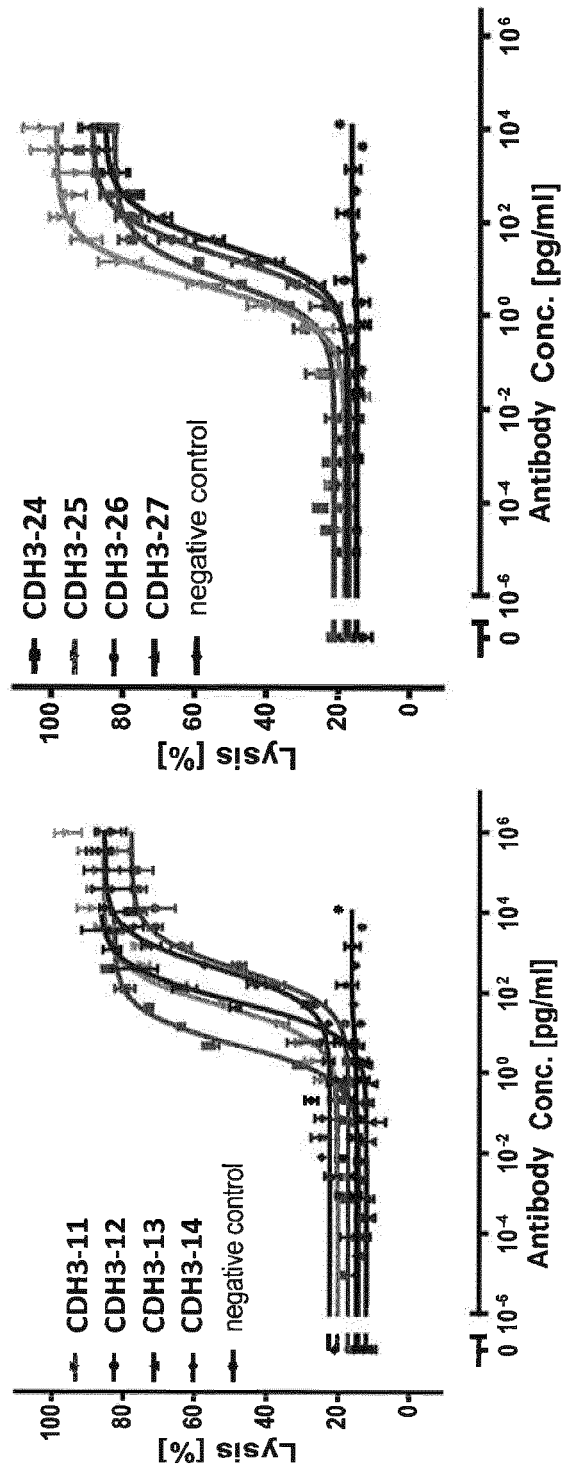 CDH3-11
CDH3-12
CDH3-13
CDH3-14
negative control
Lysis [%]
100
80
60
40
20
0
0 10⁻⁶ 10⁻⁴ 10⁻² 10⁰ 10² 10⁴ 10⁶
Antibody Conc. [pg/ml]
CDH3-24
CDH3-25
CDH3-26
CDH3-27
negative control
Lysis [%]
100
80
60
40
20
0
0 10⁻⁶ 10⁻⁴ 10⁻² 10⁰ 10² 10⁴ 10⁶
Antibody Conc. [pg/ml]